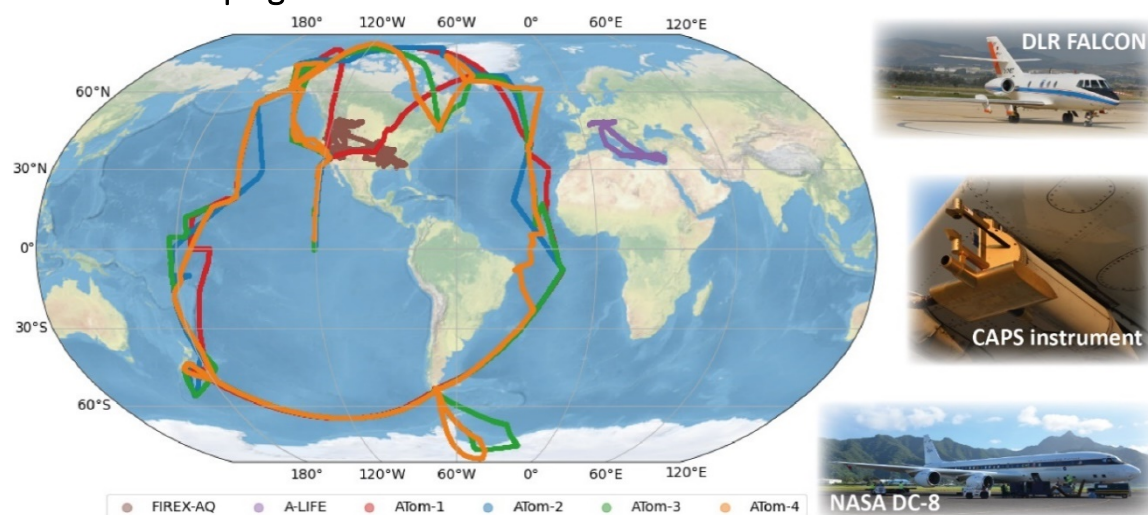 180° 120°W 60°W 0° 60°E 120°E
60°N
30°N
0°
30°S
60°S
180° 120°W 60°W 0° 60°E 120°E
FIREX-AQ A-LIFE ATom-1 ATom-2 ATom-3 ATom-4
DLR FALCON
CAPS instrument
NASA DC-8